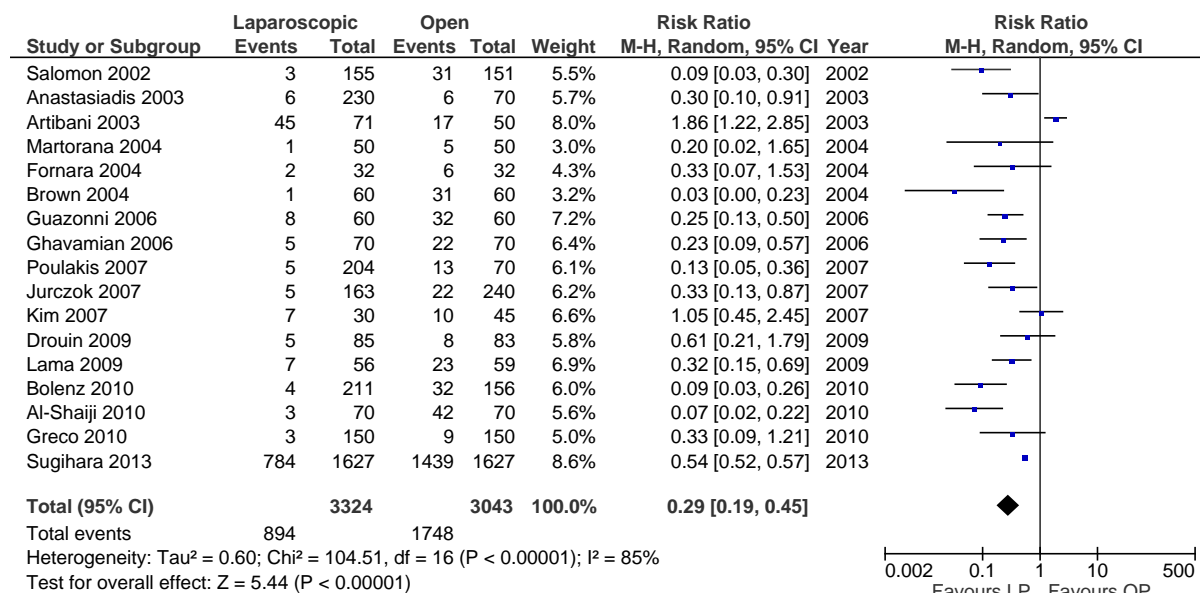 Laparoscopic Open Risk Ratio Risk Ratio
Study or Subgroup Events Total Events Total Weight M-H, Random, 95% CI Year M-H, Random, 95% CI
Salomon 2002 3 155 31 151 5.5% 0.09 [0.03, 0.30] 2002
Anastasiadis 2003 6 230 6 70 5.7% 0.30 [0.10, 0.91] 2003
Artibani 2003 45 71 17 50 8.0% 1.86 [1.22, 2.85] 2003
Martorana 2004 1 50 5 50 3.0% 0.20 [0.02, 1.65] 2004
Fornara 2004 2 32 6 32 4.3% 0.33 [0.07, 1.53] 2004
Brown 2004 1 60 31 60 3.2% 0.03 [0.00, 0.23] 2004
Guazonni 2006 8 60 32 60 7.2% 0.25 [0.13, 0.50] 2006
Ghavamian 2006 5 70 22 70 6.4% 0.23 [0.09, 0.57] 2006
Poulakis 2007 5 204 13 70 6.1% 0.13 [0.05, 0.36] 2007
Jurczok 2007 5 163 22 240 6.2% 0.33 [0.13, 0.87] 2007
Kim 2007 7 30 10 45 6.6% 1.05 [0.45, 2.45] 2007
Drouin 2009 5 85 8 83 5.8% 0.61 [0.21, 1.79] 2009
Lama 2009 7 56 23 59 6.9% 0.32 [0.15, 0.69] 2009
Bolenz 2010 4 211 32 156 6.0% 0.09 [0.03, 0.26] 2010
Al-Shaiji 2010 3 70 42 70 5.6% 0.07 [0.02, 0.22] 2010
Greco 2010 3 150 9 150 5.0% 0.33 [0.09, 1.21] 2010
Sugihara 2013 784 1627 1439 1627 8.6% 0.54 [0.52, 0.57] 2013
Total (95% CI) 3324 3043 100.0% 0.29 [0.19, 0.45]
Total events 894 1748
Heterogeneity: Tau² = 0.60; Chi² = 104.51, df = 16 (P < 0.00001); I² = 85%
Test for overall effect: Z = 5.44 (P < 0.00001)
0.002 0.1 1 10 500
Favours LP Favours OP